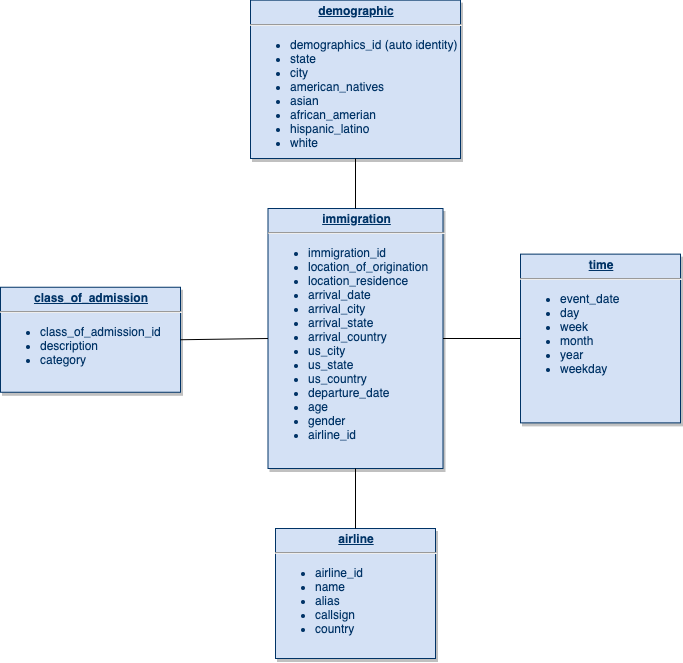 demographic
demographics_id (auto identity)
state
city
american_natives
asian
african_amerian
hispanic_latino
white
immigration
immigration_id
location_of_origination
location_residence
arrival_date
arrival_city
arrival_state
arrival_country
us_city
us_state
us_country
departure_date
age
gender
airline_id
class_of_admission
class_of_admission_id
description
category
time
event_date
day
week
month
year
weekday
airline
airline_id
name
alias
callsign
country